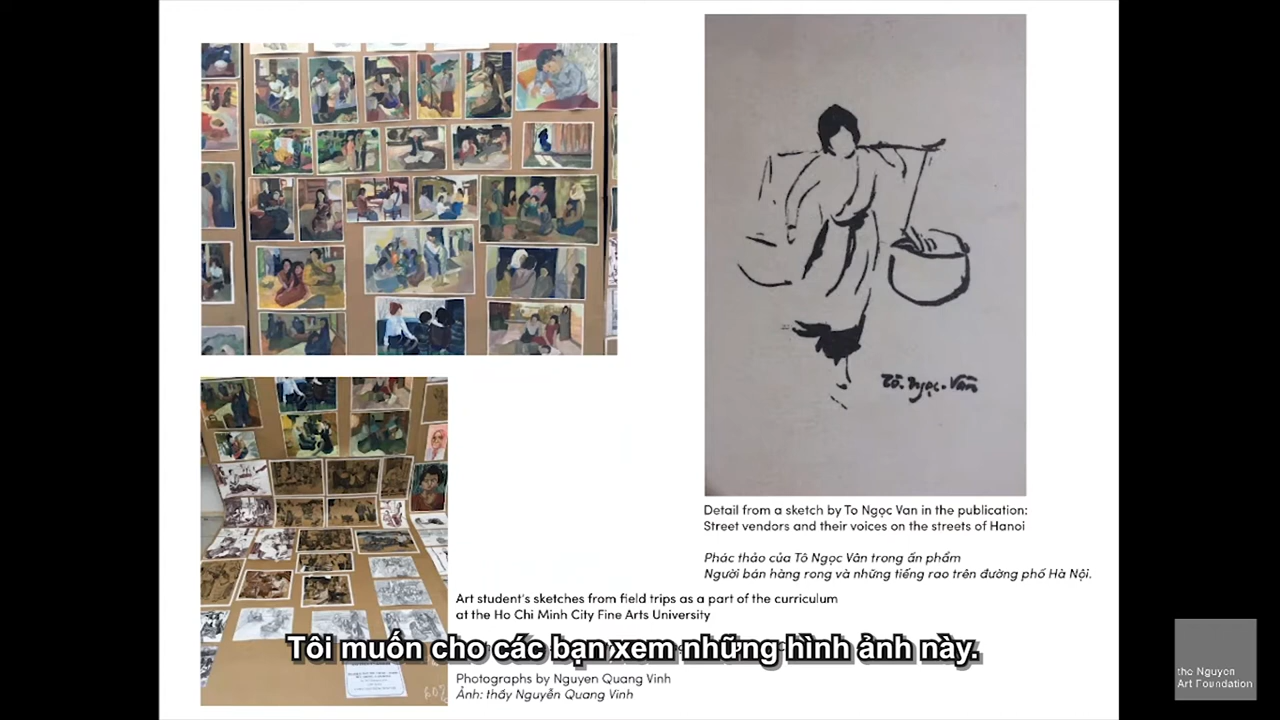 Tô-Ngọc-Vân
Detail from a sketch by To Ngọc Van in the publication:
Street vendors and their voices on the streets of Hanoi
Phác thảo của Tô Ngọc Vân trong ấn phẩm
Người bán hàng rong và những tiếng rao trên đường phố Hà Nội.
Art student's sketches from field trips as a part of the curriculum
at the Ho Chi Minh City Fine Arts University
Tôi muốn cho các bạn xem những hình ảnh này.
Photographs by Nguyen Quang Vinh
Ảnh: thầy Nguyễn Quang Vinh
the Nguyen
Art Foundation